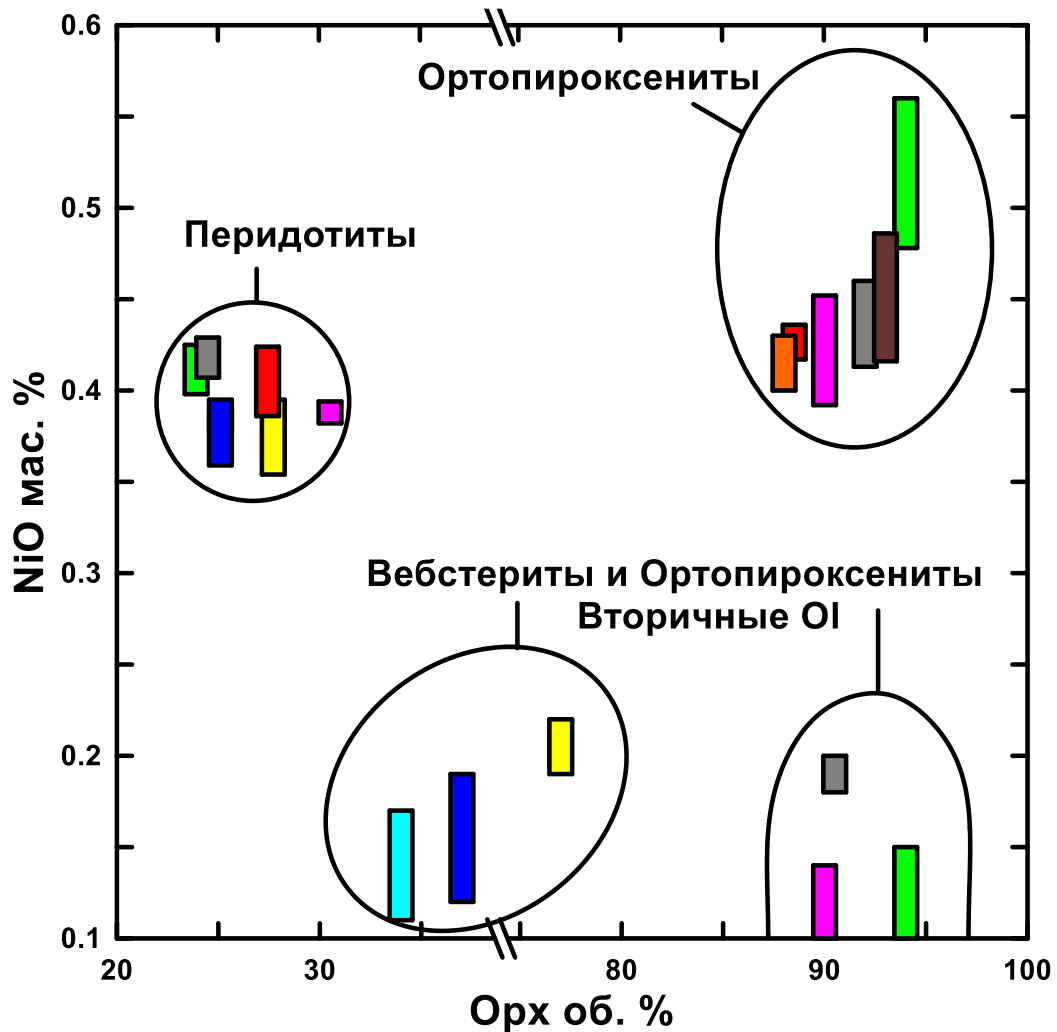 0.6
Ортопироксениты
0.5
Перидотиты
0.4
NiO мас. %
0.3
Вебстериты и Ортопироксениты
Вторичные Ol
0.2
0.1
20 30 80 90 100
Opx об. %